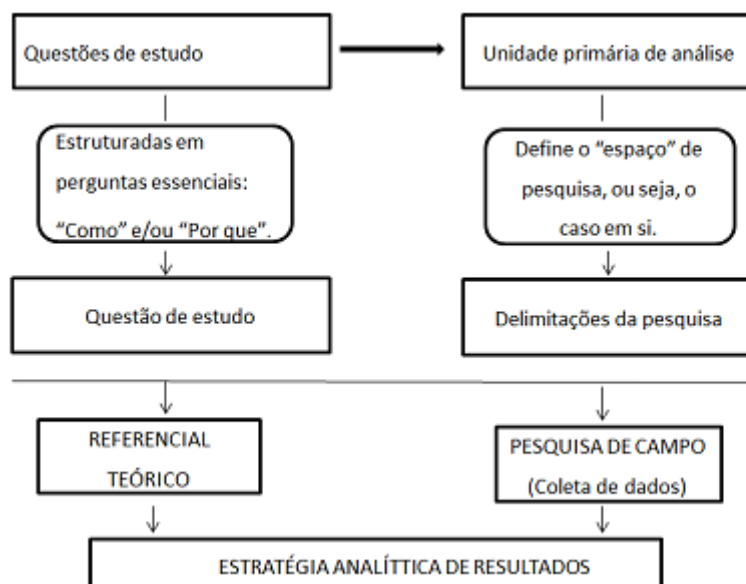 Questões de estudo
Unidade primária de análise
Estruturadas em
perguntas essenciais:
“Como” e/ou “Por que”.
Define o “espaço” de
pesquisa, ou seja, o
caso em si.
Questão de estudo
Delimitações da pesquisa
REFERENCIAL
TEÓRICO
PESQUISA DE CAMPO
(Coleta de dados)
ESTRATÉGIA ANALÍTTICA DE RESULTADOS